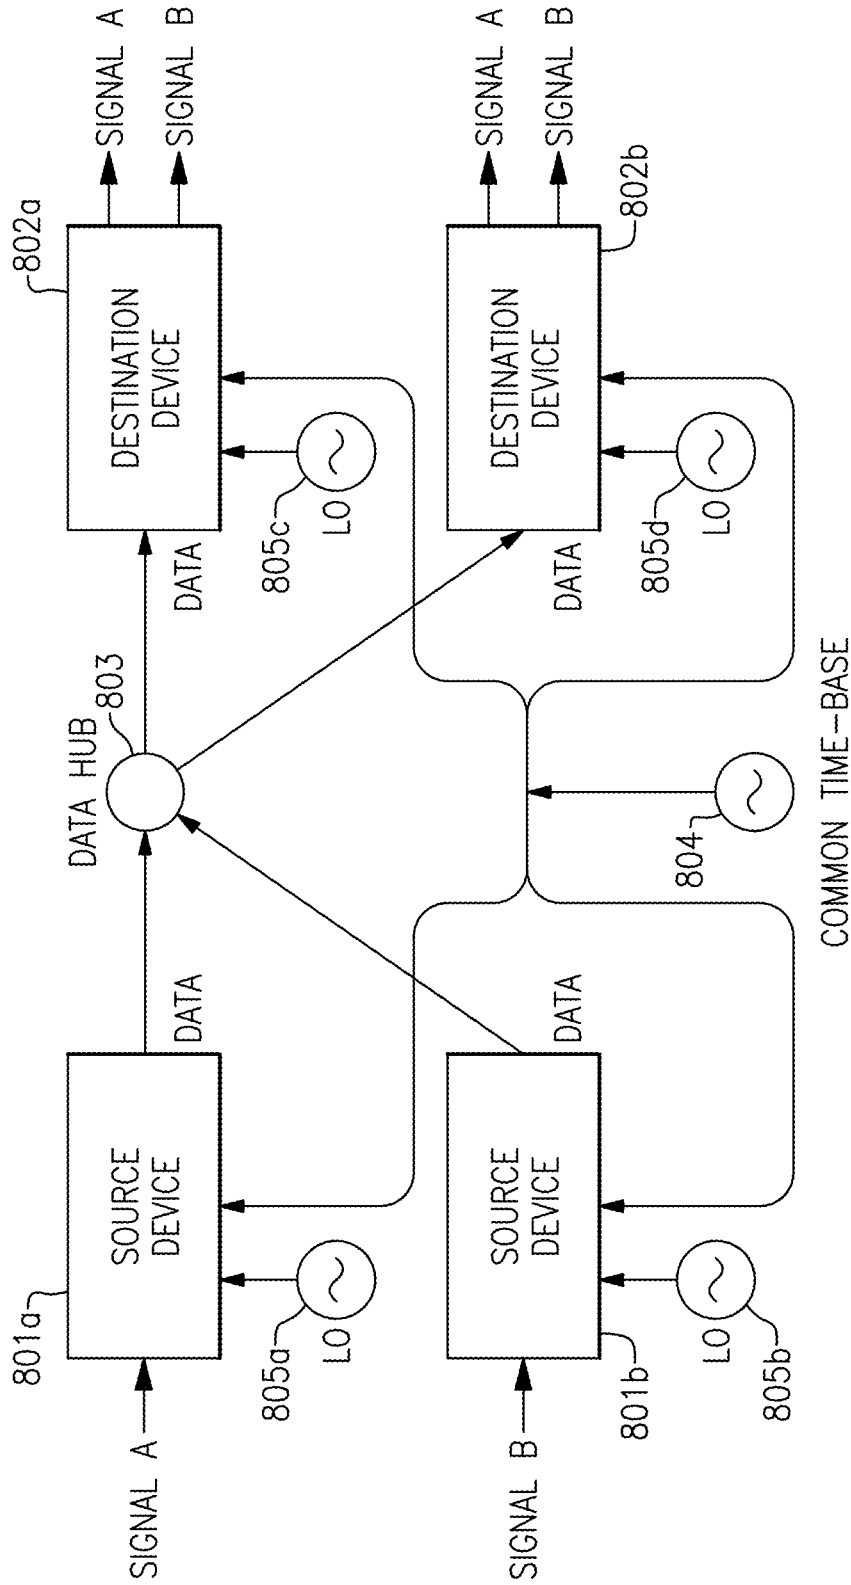 SIGNAL A
801a
SOURCE
DEVICE
DATA
805a
LO
DATA HUB
803
802a
DESTINATION
DEVICE
DATA
805c
LO
SIGNAL A
SIGNAL B
SIGNAL B
SOURCE
DEVICE
801b
DATA
LO
805b
804
COMMON TIME-BASE
DESTINATION
DEVICE
DATA
805d
LO
802b
SIGNAL A
SIGNAL B